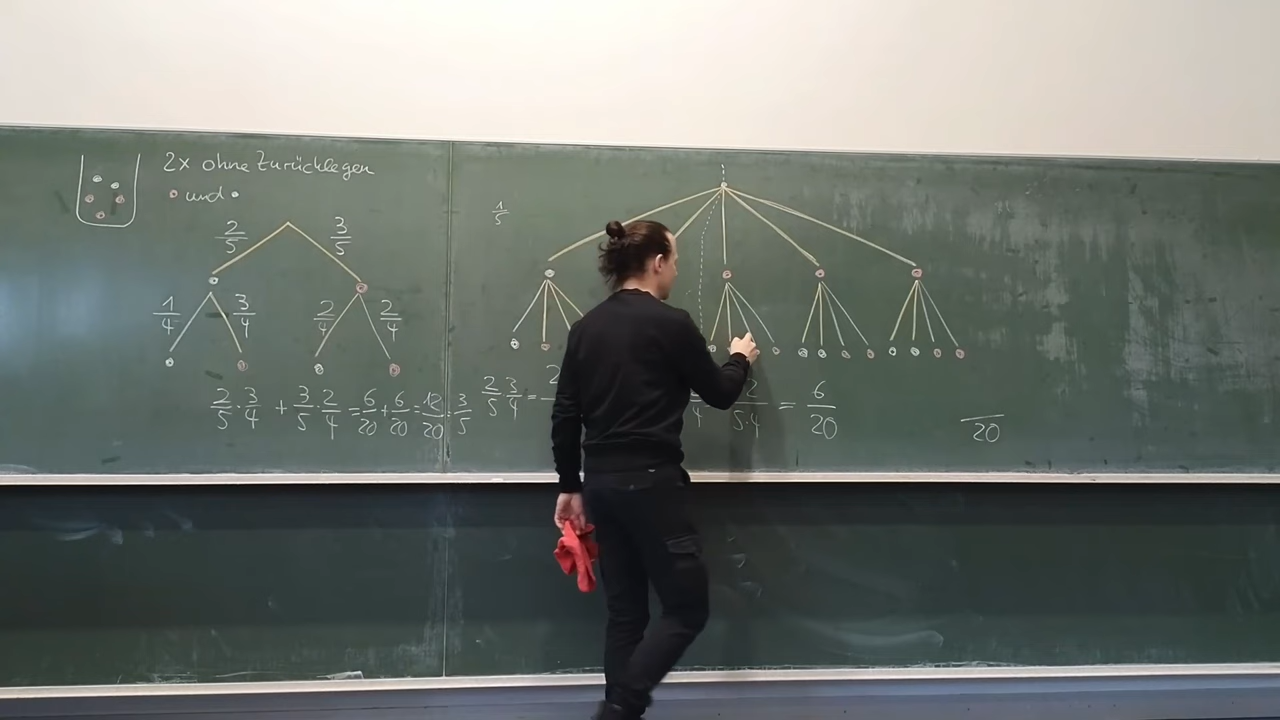 2x ohne Zurücklegen
und
2/5 3/5
1/4 3/4 2/4 2/4
2/5 · 3/4 + 3/5 · 2/4 = 6/20 + 6/20 = 12/20 = 3/5
1/5
2/5 · 3/4 = 2 4 2/5·4 = 6/20
/20